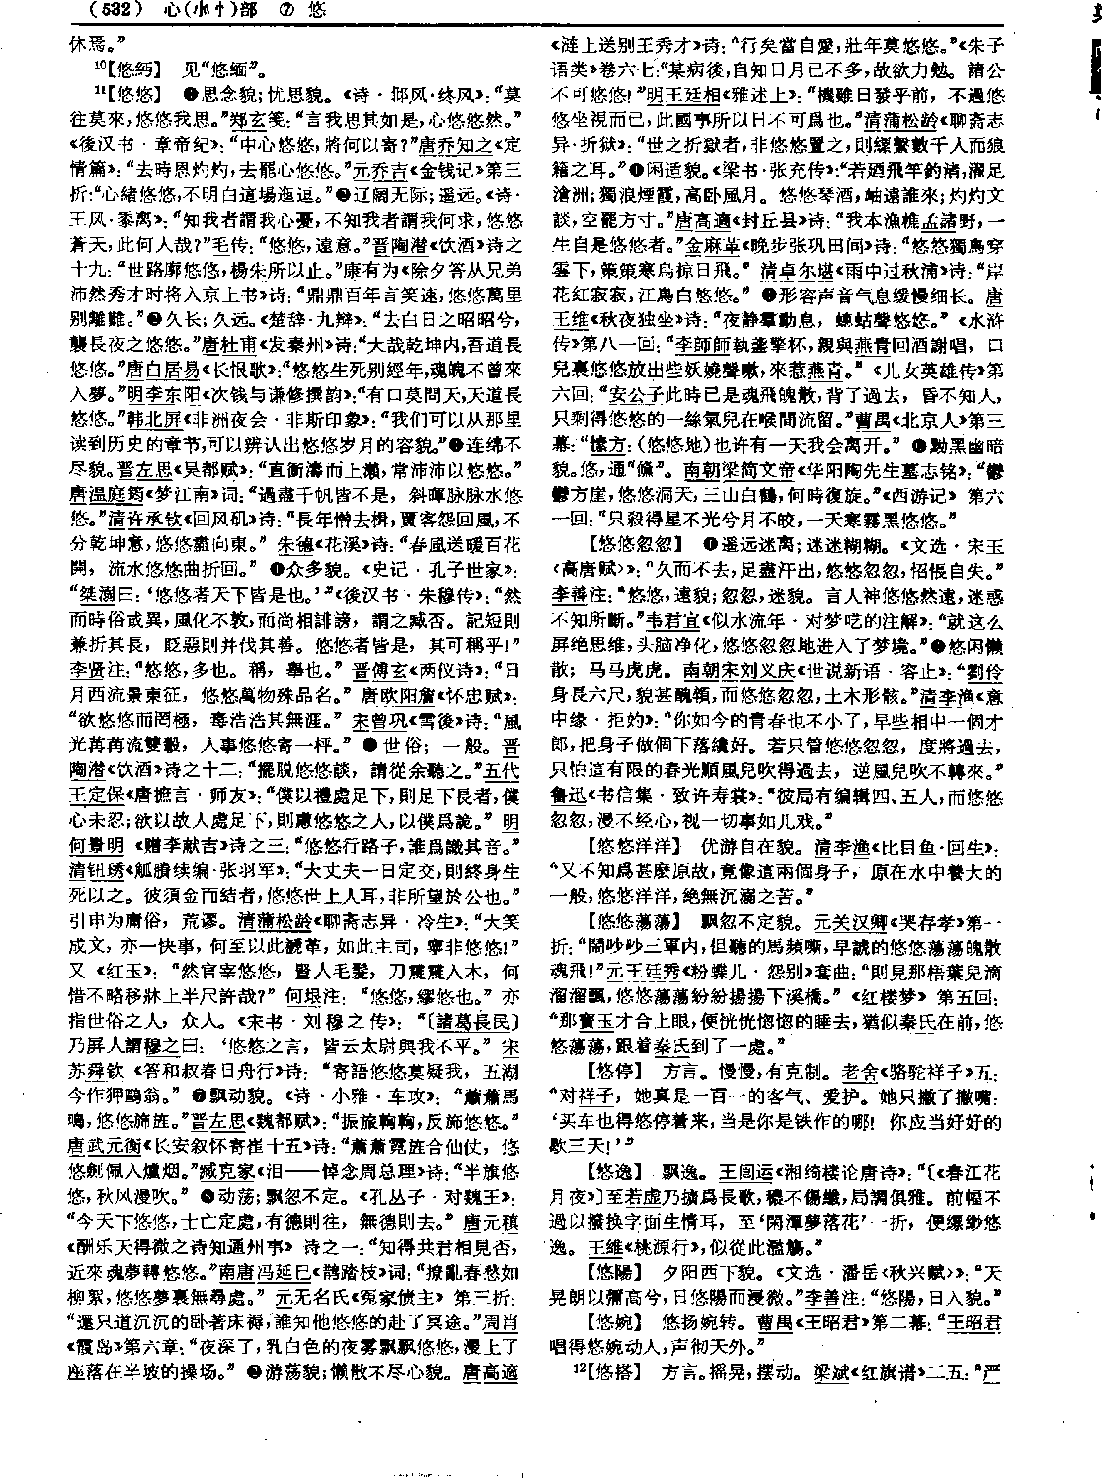 (532) 心(小忄)部 ⑦ 悠
休焉。”
¹⁰【悠缅】 见“悠缅”。
¹¹【悠悠】 ❶思念貌；忧思貌。《诗·邶风·终风》：“莫
往莫來，悠悠我思。”郑玄笺：“言我思其如是，心悠悠然。”
《後汉书·章帝纪》：“中心悠悠，將何以寄？”唐乔知之《定
情篇》：“去時恩灼灼，去罷心悠悠。”元乔吉《金钱记》第三
折：“心緒悠悠，不明白這場迤逗。”❷辽阔无际；遥远。《诗·
王风·黍离》：“知我者謂我心憂，不知我者謂我何求，悠悠
蒼天，此何人哉？”毛传：“悠悠，遠意。”晋陶潜《饮酒》诗之
十九：“世路廓悠悠，楊朱所以止。”康有为《除夕答从兄弟
沛然秀才时将入京上书》诗：“鼎鼎百年言笑速，悠悠萬里
别離難。”❸久长；久远。《楚辞·九辩》：“去白日之昭昭兮，
襲長夜之悠悠。”唐杜甫《发秦州》诗：“大哉乾坤内，吾道長
悠悠。”唐白居易《长恨歌》：“悠悠生死别經年，魂魄不曾來
入夢。”明李东阳《次钱与谦修撰韵》：“有口莫問天，天道長
悠悠。”韩北屏《非洲夜会·非斯印象》：“我们可以从那里
读到历史的章节，可以辨认出悠悠岁月的容貌。”❹连绵不
尽貌。晋左思《吴都赋》：“直衝濤而上瀨，常沛沛以悠悠。”
唐温庭筠《梦江南》词：“過盡千帆皆不是，斜暉脉脉水悠
悠。”清许承钦《回风矶》诗：“長年憎去楫，賈客怨回風，不
分乾坤意，悠悠盡向東。” 朱德《花溪》诗：“春風送暖百花
開，流水悠悠曲折回。” ❺众多貌。《史记·孔子世家》：
“桀溺曰：‘悠悠者天下皆是也。’”《後汉书·朱穆传》：“然
而時俗或異，風化不敦，而尚相誹謗，謂之臧否。記短則
兼折其長，貶惡則并伐其善。悠悠者皆是，其可稱乎！”
李贤注：“悠悠，多也。稱，舉也。” 晋傅玄《两仪诗》：“日
月西流景東征，悠悠萬物殊品名。” 唐欧阳詹《怀忠赋》：
“欲悠悠而罔極，毒浩浩其無涯。” 宋曾巩《雪後》诗：“風
光苒苒流雙轂，人事悠悠寄一枰。” ❻世俗；一般。晋
陶潜《饮酒》诗之十二：“擺脱悠悠談，請從余聽之。”五代
王定保《唐摭言·师友》：“僕以禮處足下，則足下長者，僕
心未忍；欲以故人處足下，則慮悠悠之人，以僕爲詭。” 明
何景明《赠李献吉》诗之三：“悠悠行路子，誰爲識其音。”
清钮琇《觚賸续编·张羽军》：“大丈夫一日定交，則終身生
死以之。彼須金而結者，悠悠世上人耳，非所望於公也。”
引申为庸俗，荒谬。清蒲松龄《聊斋志异·冷生》：“大笑
成文，亦一快事，何至以此褫革，如此主司，寧非悠悠！”
又《红玉》：“然官宰悠悠，豎人毛髮，刀震震入木，何
惜不略移牀上半尺許哉？” 何垠注：“悠悠，繆悠也。” 亦
指世俗之人，众人。《宋书·刘穆之传》：“〔諸葛長民〕
乃屏人謂穆之曰：‘悠悠之言，皆云太尉與我不平。” 宋
苏舜钦《答和叔春日舟行》诗：“寄語悠悠莫疑我，五湖
今作狎鷗翁。” ❼飘动貌。《诗·小雅·车攻》：“蕭蕭馬
鳴，悠悠旆旌。”晋左思《魏都赋》：“振旅軥軥，反旆悠悠。”
唐武元衡《长安叙怀寄崔十五》诗：“蕭蕭霓旌合仙仗，悠
悠劍佩入爐烟。”臧克家《泪——悼念周总理》诗：“半旗悠
悠，秋风漫吹。” ❽动荡；飘忽不定。《孔丛子·对魏王》：
“今天下悠悠，士亡定處，有德則往，無德則去。” 唐元稹
《酬乐天得微之诗知通州事》诗之一：“知得共君相見否，
近來魂夢轉悠悠。”南唐冯延巳《鹊踏枝》词：“撩亂春愁如
柳絮，悠悠夢裏無尋處。” 元无名氏《冤家债主》第三折：
“還只道沉沉的卧着床褥，誰知他悠悠的赴了冥途。”周肖
《霞岛》第六章：“夜深了，乳白色的夜雾飘飘悠悠，漫上了
座落在半坡的操场。” ❾游荡貌；懒散不尽心貌。唐高適
《涟上送别王秀才》诗：“行矣當自愛，壯年莫悠悠。”《朱子
语类》卷六七：“某病後，自知日月已不多，故欲力勉。諸公
不可悠悠！”明王廷相《雅述上》：“機雖日發乎前，不過悠
悠坐視而已，此國事所以日不可爲也。”清蒲松龄《聊斋志
异·折狱》：“世之折獄者，非悠悠置之，則縲繫數千人而狼
籍之耳。”❿闲适貌。《梁书·张充传》：“若廼飛竿釣渚，濯足
滄洲；獨浪煙霞，高卧風月。悠悠琴酒，岫遠誰來；灼灼文
談，空罷方寸。”唐高適《封丘县》诗：“我本漁樵孟諸野，一
生自是悠悠者。”金麻革《晚步张巩田间》诗：“悠悠獨鳥穿
雲下，策策寒烏掠日飛。” 清卓尔堪《雨中过秋浦》诗：“岸
花红寂寂，江鳥白悠悠。” ⓫形容声音气息缓慢细长。唐
王维《秋夜独坐》诗：“夜静羣動息，蟪蛄聲悠悠。”《水浒
传》第八一回：“李師師執盞擎杯，親與燕青回酒謝唱，口
兒裏悠悠放出些妖嬈聲嗽，來惹燕青。”《儿女英雄传》第
六回：“安公子此時已是魂飛魄散，背了過去，昏不知人，
只剩得悠悠的一絲氣兒在喉間流留。”曹禺《北京人》第三
幕：“愫方：（悠悠地）也许有一天我会离开。” ⓬黝黑幽暗
貌。悠，通“儵”。南朝梁简文帝《华阳陶先生墓志铭》：“鬱
鬱方崖，悠悠洞天，三山白鶴，何時復旋。”《西游记》第六
一回：“只殺得星不光兮月不皎，一天寒霧黑悠悠。”
【悠悠忽忽】 ❶遥远迷离；迷迷糊糊。《文选·宋玉
〈高唐赋〉》：“久而不去，足盡汗出，悠悠忽忽，怊悵自失。”
李善注：“悠悠，遠貌；忽忽，迷貌。言人神悠悠然遠，迷惑
不知所斷。”韦君宜《似水流年·对梦呓的注解》：“就这么
屏绝思维，头脑净化，悠悠忽忽地进入了梦境。”❷悠闲懒
散；马马虎虎。南朝宋刘义庆《世说新语·容止》：“劉伶
身長六尺，貌甚醜顇，而悠悠忽忽，土木形骸。”清李渔《意
中缘·拒妁》：“你如今的青春也不小了，早些相中一個才
郎，把身子做個下落纔好。若只管悠悠忽忽，度將過去，
只怕這有限的春光順風兒吹得過去，逆風兒吹不轉來。”
鲁迅《书信集·致许寿裳》：“彼局有编辑四、五人，而悠悠
忽忽，漫不经心，视一切事如儿戏。”
【悠悠洋洋】 优游自在貌。清李渔《比目鱼·回生》：
“又不知爲甚麽原故，竟像這兩個身子，原在水中養大的
一般，悠悠洋洋，絶無沉溺之苦。”
【悠悠蕩蕩】 飘忽不定貌。元关汉卿《哭存孝》第一
折：“鬧吵吵三軍内，但聽的馬頻嘶，早諕的悠悠蕩蕩魄散
魂飛！”元王廷秀《粉蝶儿·怨别》套曲：“則見那梧葉兒滴
溜溜飄，悠悠蕩蕩紛紛揚揚下溪橋。”《红楼梦》第五回：
“那寶玉才合上眼，便恍恍惚惚的睡去，猶似秦氏在前，悠
悠蕩蕩，跟着秦氏到了一處。”
【悠停】 方言。慢慢，有克制。老舍《骆驼祥子》五：
“对祥子，她真是一百一的客气、爱护。她只撇了撇嘴：
‘买车也得悠停着来，当是你是铁作的哪！你应当好好的
歇三天！’”
【悠逸】 飘逸。王闿运《湘绮楼论唐诗》：“〔《春江花
月夜》〕至若虚乃擴爲長歌，穠不傷纖，局調俱雅。前幅不
過以撥换字面生情耳，至‘閑潭夢落花’一折，便縹缈悠
逸。王維《桃源行》，似從此濫觴。”
【悠陽】 夕阳西下貌。《文选·潘岳〈秋兴赋〉》：“天
晃朗以彌高兮，日悠陽而浸微。”李善注：“悠陽，日入貌。”
【悠婉】 悠扬婉转。曹禺《王昭君》第二幕：“王昭君
唱得悠婉动人，声彻天外。”
¹²【悠搭】 方言。摇晃，摆动。梁斌《红旗谱》二五：“严